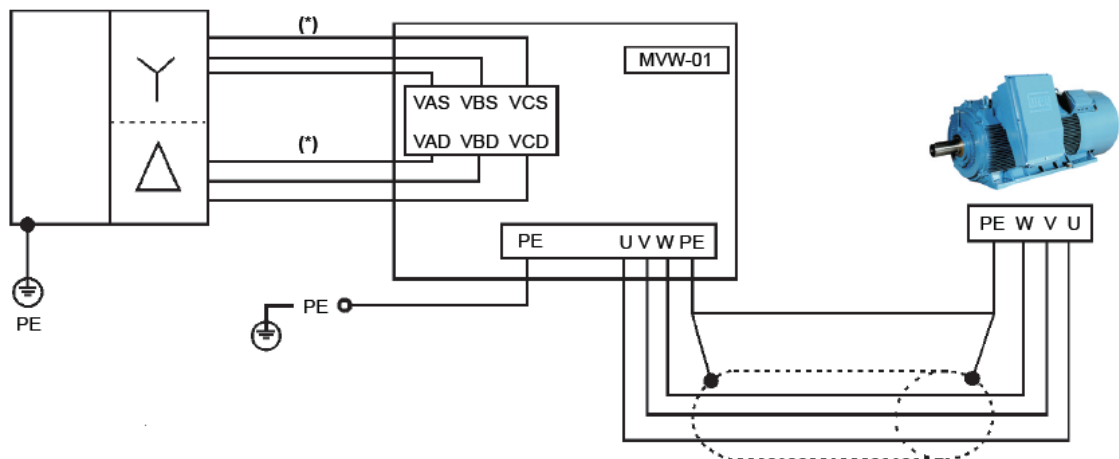 (*)
MVW-01
VAS VBS VCS
(*)
VAD VBD VCD
PE U V W PE
PE W V U
PE
PE